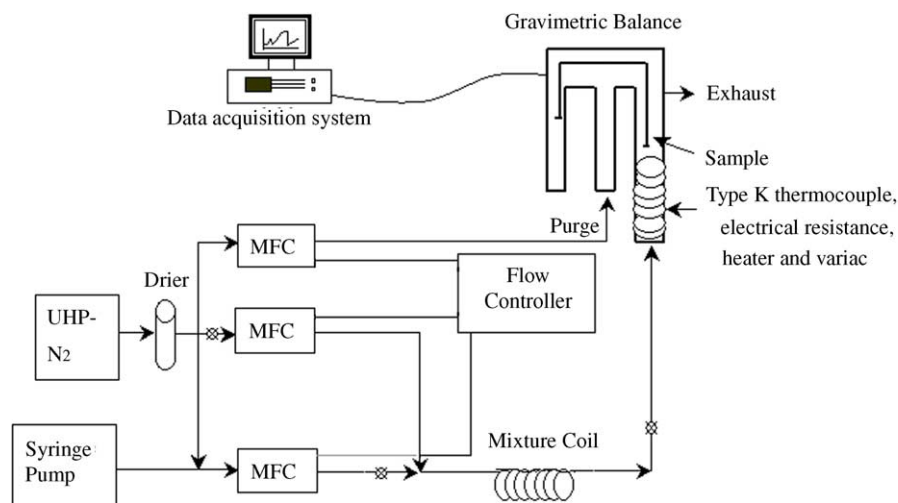 Gravimetric Balance
Data acquisition system
Exhaust
Sample
Type K thermocouple,
electrical resistance,
heater and variac
Purge
MFC
Drier
Flow
Controller
UHP-
N2
MFC
Mixture Coil
Syringe
Pump
MFC